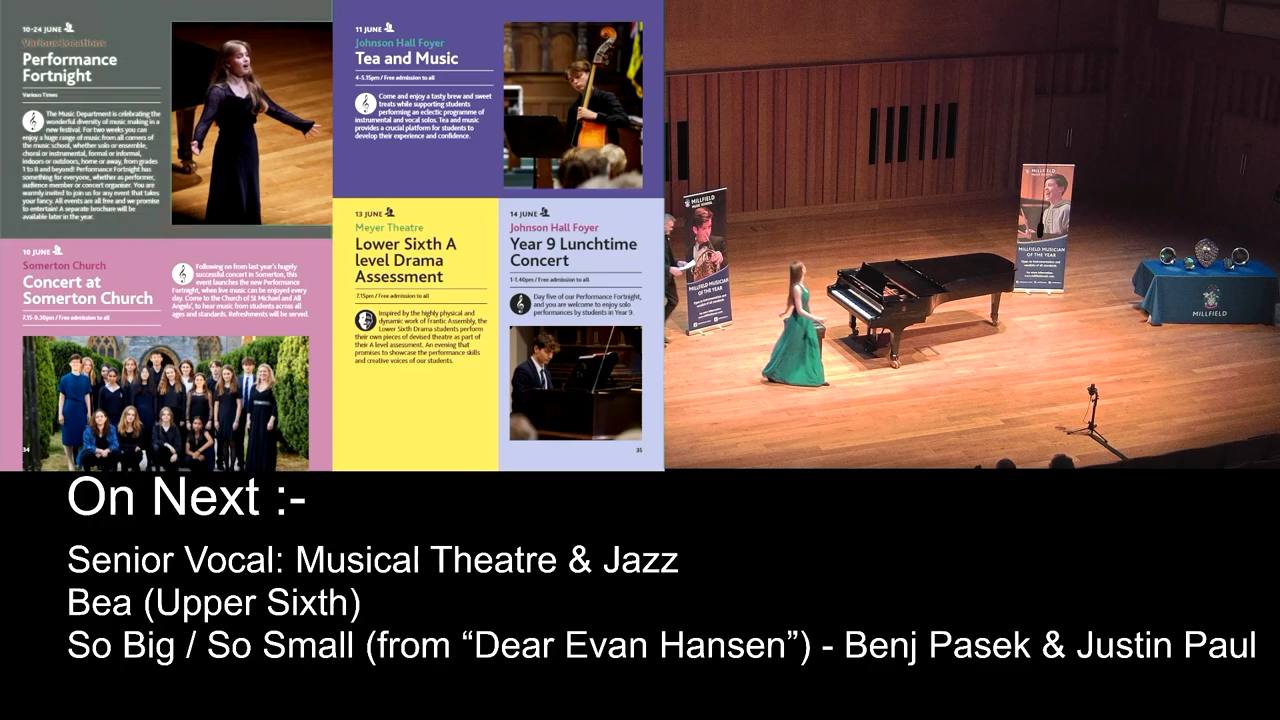 10-24 JUNE
Various Locations
Performance
Fortnight
Various Times
The Music Department is celebrating the
wonderful diversity of music making in a
new festival. For two weeks you can
enjoy a huge range of music from all corners of
the music school, whether solo or ensemble,
choral or instrumental, formal or informal,
indoors or outdoors, home or away, from grades
1 to 8 and beyond! Performance Fortnight has
something for everyone, whether as performer,
audience member or concert organiser. You are
warmly invited to join us for any event that takes
your fancy. All events are all free and we promise
to entertain! A separate brochure will be
available later in the year.
10 JUNE
Somerton Church
Concert at
Somerton Church
7.15-9.30pm / Free admission to all
Following on from last year's hugely
successful concert in Somerton, this
event launches the new Performance
Fortnight, when live music can be enjoyed every
day. Come to the Church of St Michael and All
Angels', to hear music from students across all
ages and standards. Refreshments will be served.
34
11 JUNE
Johnson Hall Foyer
Tea and Music
4-5.15pm / Free admission to all
Come and enjoy a tasty brew and sweet
treats while supporting students
performing an eclectic programme of
instrumental and vocal solos. Tea and music
provides a crucial platform for students to
develop their experience and confidence.
13 JUNE
Meyer Theatre
Lower Sixth A
level Drama
Assessment
7.15pm / Free admission to all
Inspired by the highly physical and
dynamic work of Frantic Assembly, the
Lower Sixth Drama students perform
their own pieces of devised theatre as part of
their A level assessment. An evening that
promises to showcase the performance skills
and creative voices of our students.
14 JUNE
Johnson Hall Foyer
Year 9 Lunchtime
Concert
1-1.40pm / Free admission to all
Day five of our Performance Fortnight,
and you are welcome to enjoy solo
performances by students in Year 9.
35
MILLFIELD
MUSIC SCHOOL
MILLFIELD MUSICIAN
OF THE YEAR
MILLFIELD
MUSIC SCHOOL
MILLFIELD MUSICIAN
OF THE YEAR
MILLFIELD
On Next :-
Senior Vocal: Musical Theatre & Jazz
Bea (Upper Sixth)
So Big / So Small (from “Dear Evan Hansen”) - Benj Pasek & Justin Paul